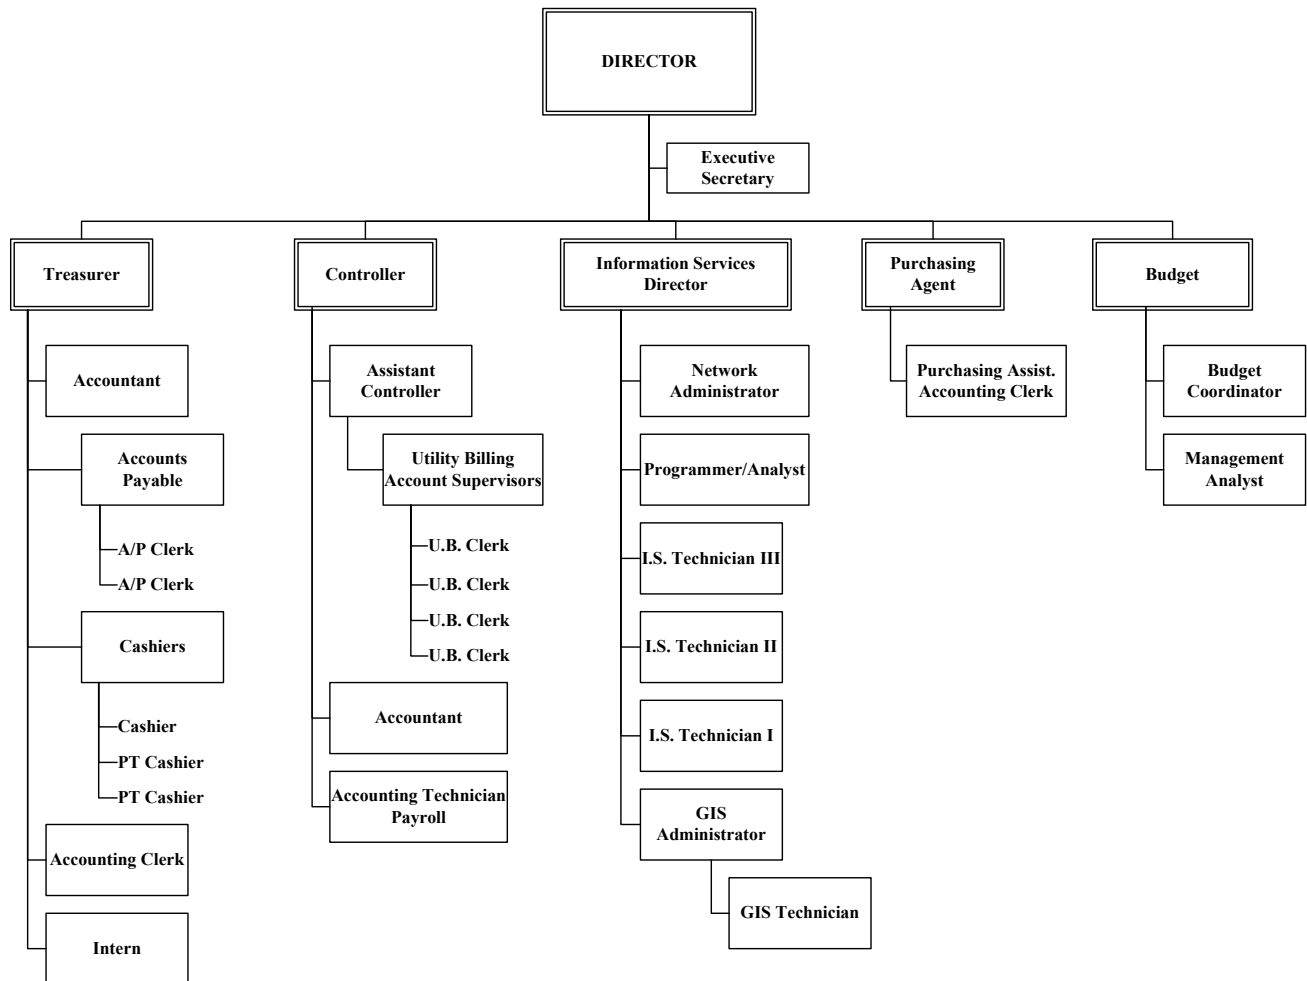 DIRECTOR
Executive
Secretary
Treasurer
Controller
Information Services
Director
Purchasing
Agent
Budget
Accountant
Accounts
Payable
A/P Clerk
A/P Clerk
Cashiers
Cashier
PT Cashier
PT Cashier
Accounting Clerk
Intern
Assistant
Controller
Utility Billing
Account Supervisors
U.B. Clerk
U.B. Clerk
U.B. Clerk
U.B. Clerk
Accountant
Accounting Technician
Payroll
Network
Administrator
Programmer/Analyst
I.S. Technician III
I.S. Technician II
I.S. Technician I
GIS
Administrator
GIS Technician
Purchasing Assist.
Accounting Clerk
Budget
Coordinator
Management
Analyst